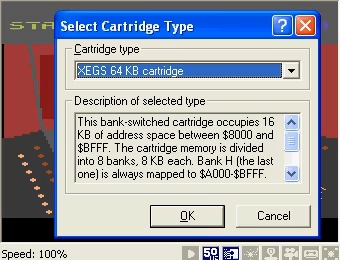 STA
Select Cartridge Type
Cartridge type
XEGS 64 KB cartridge
Description of selected type
This bank-switched cartridge occupies 16
KB of address space between $8000 and
$BFFF. The cartridge memory is divided
into 8 banks, 8 KB each. Bank H (the last
one) is always mapped to $A000-$BFFF.
OK
Cancel
Speed: 100%
50